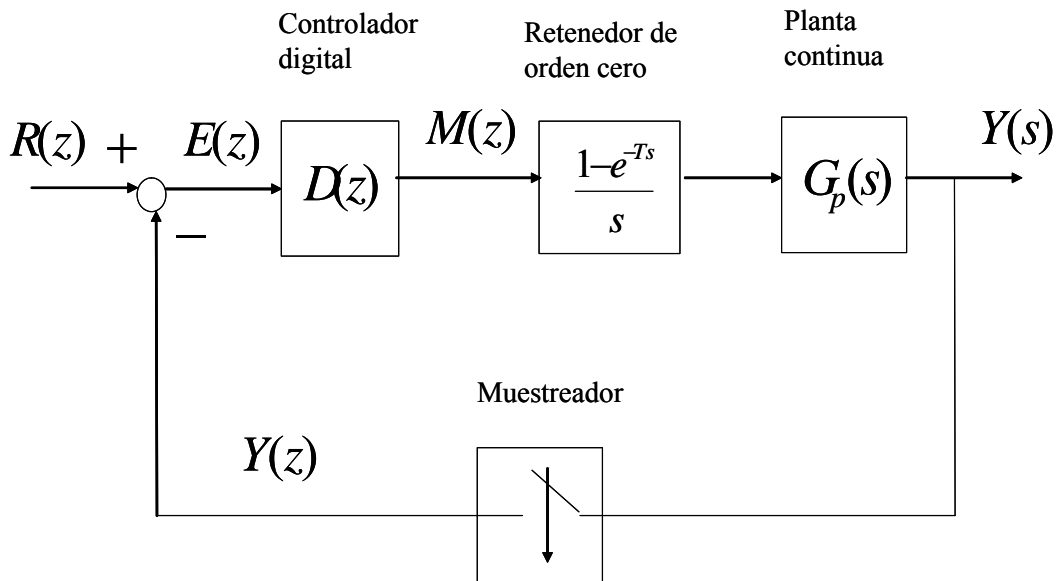 Controlador
digital
Retenedor de
orden cero
Planta
continua
R(z) +
E(z)
D(z)
M(z)
1–e^{–Ts}
s
G_p(s)
Y(s)
–
Muestreador
Y(z)